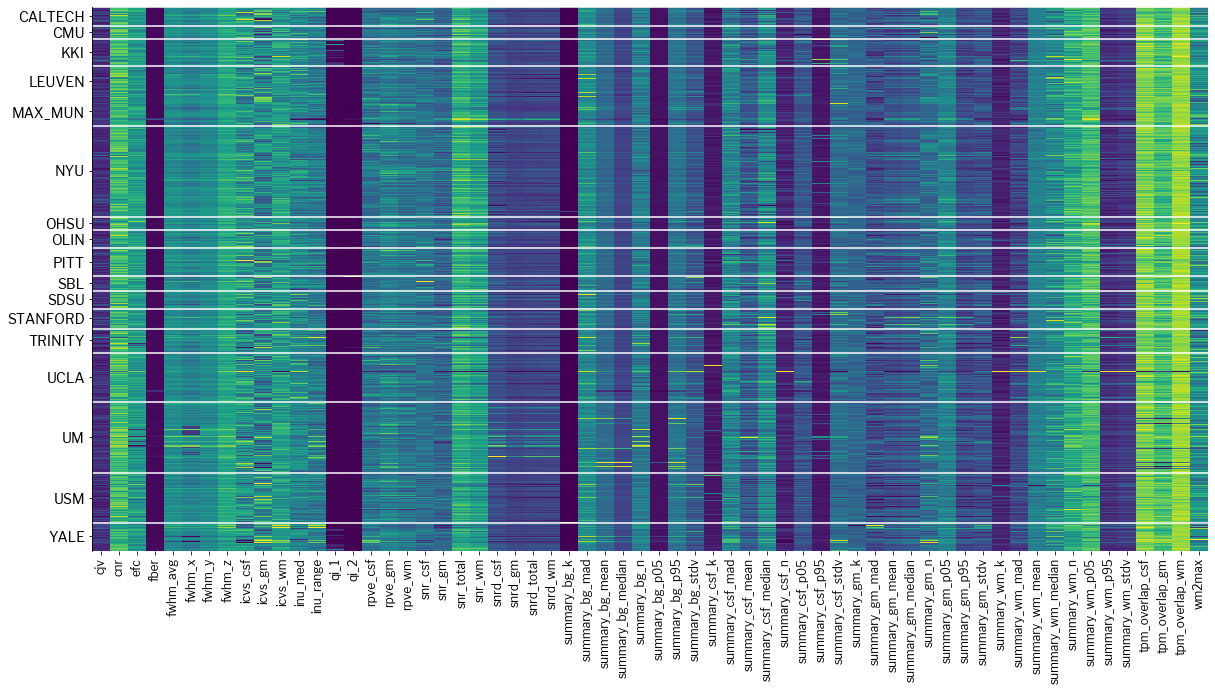 CALTECH
CMU
KKI
LEUVEN
MAX_MUN
NYU
OHSU
OLIN
PITT
SBL
SDSU
STANFORD
TRINITY
UCLA
UM
USM
YALE
cjv
cnr
efc
fber
fwhm_avg
fwhm_x
fwhm_y
fwhm_z
icvs_csf
icvs_gm
icvs_wm
inu_med
inu_range
qi_1
qi_2
rpve_csf
rpve_gm
rpve_wm
snr_csf
snr_gm
snr_total
snr_wm
snrd_csf
snrd_gm
snrd_total
snrd_wm
summary_bg_k
summary_bg_mad
summary_bg_mean
summary_bg_median
summary_bg_n
summary_bg_p05
summary_bg_p95
summary_bg_stdv
summary_csf_k
summary_csf_mad
summary_csf_mean
summary_csf_median
summary_csf_n
summary_csf_p05
summary_csf_p95
summary_csf_stdv
summary_gm_k
summary_gm_mad
summary_gm_mean
summary_gm_median
summary_gm_n
summary_gm_p05
summary_gm_p95
summary_gm_stdv
summary_wm_k
summary_wm_mad
summary_wm_mean
summary_wm_median
summary_wm_n
summary_wm_p05
summary_wm_p95
summary_wm_stdv
tpm_overlap_csf
tpm_overlap_gm
tpm_overlap_wm
wm2max